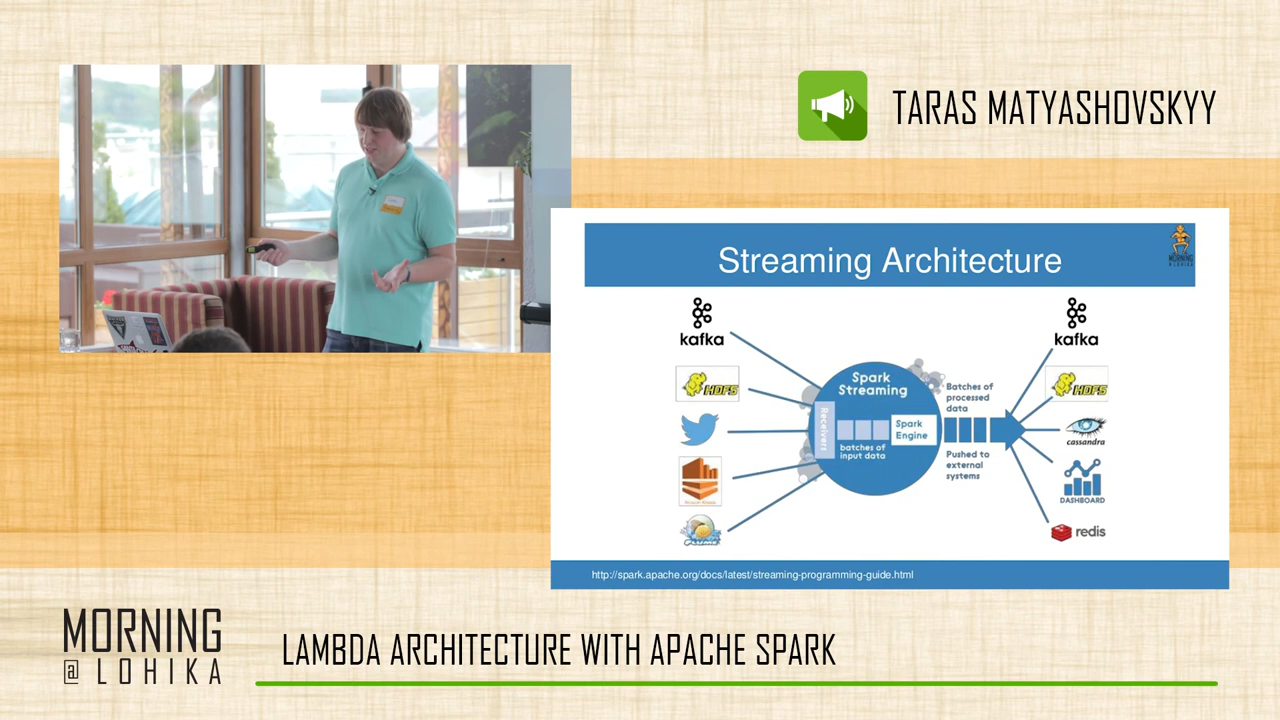 TARAS MATYASHOVSKYY
Streaming Architecture
MORNING
@ LOHIKA
kafka
HDFS
Spark
Streaming
Receivers
batches of
input data
Spark
Engine
Batches of
processed
data
Pushed to
external
systems
kafka
HDFS
cassandra
DASHBOARD
redis
http://spark.apache.org/docs/latest/streaming-programming-guide.html
MORNING
@ LOHIKA
LAMBDA ARCHITECTURE WITH APACHE SPARK